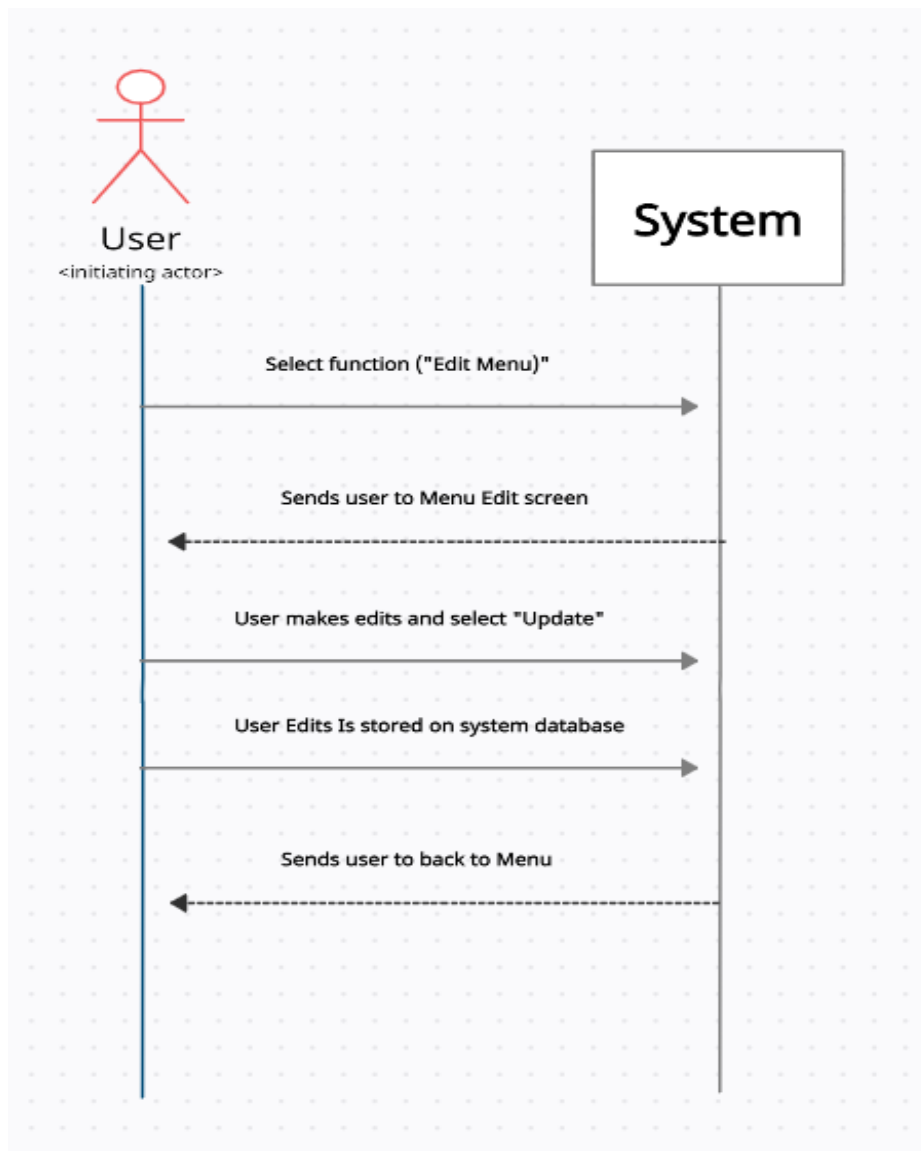 User
<initiating actor>
System
Select function ("Edit Menu)"
Sends user to Menu Edit screen
User makes edits and select "Update"
User Edits Is stored on system database
Sends user to back to Menu